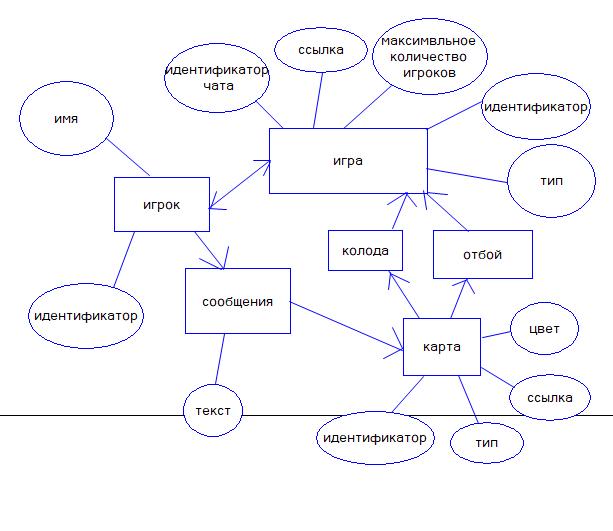 ссылка
максимвльное
количество
игроков
идентификатор
чата
идентификатор
имя
игра
тип
игрок
колода
отбой
сообщения
идентификатор
цвет
карта
ссылка
текст
идентификатор
тип